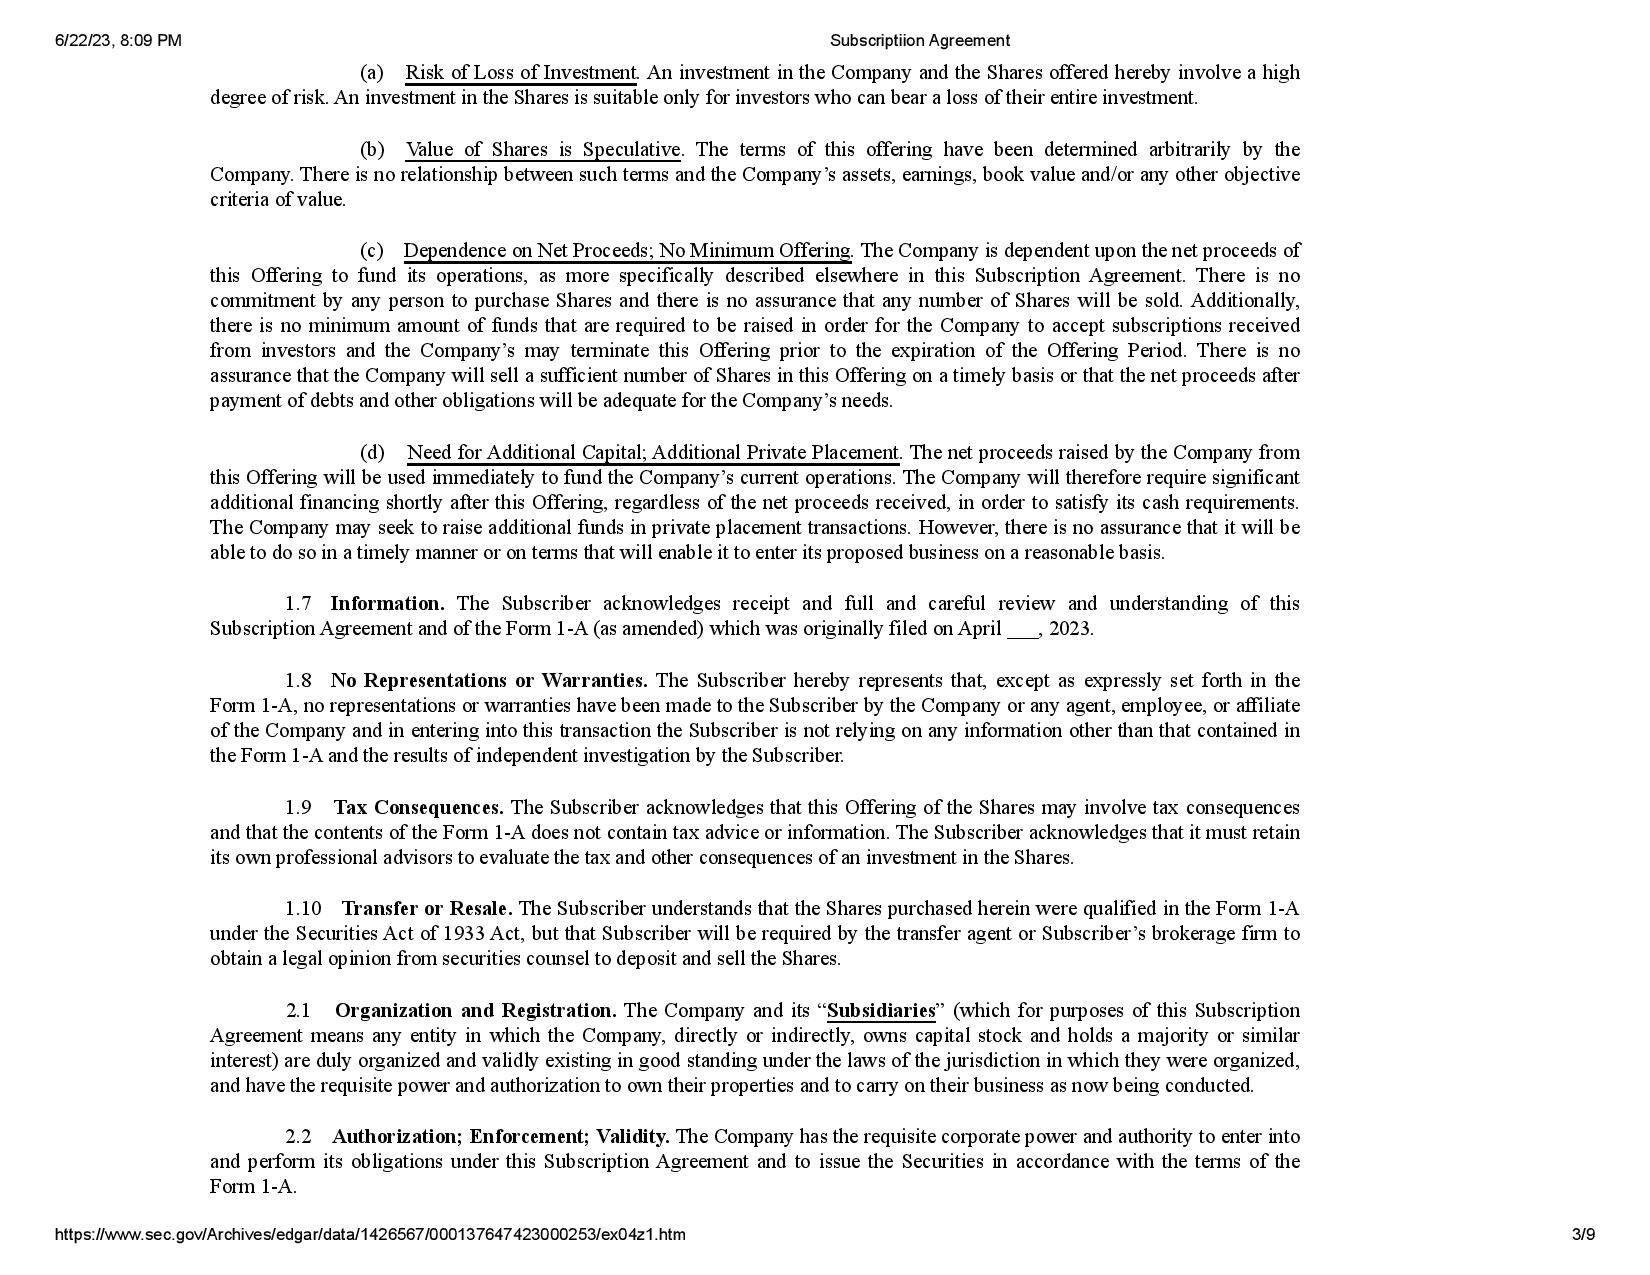 6/22/23, 8:09 PM
Subscriptiion Agreement
(a) Risk of Loss of Investment. An investment in the Company and the Shares offered hereby involve a high
degree of risk. An investment in the Shares is suitable only for investors who can bear a loss of their entire investment.
(b) Value of Shares is Speculative. The terms of this offering have been determined arbitrarily by the
Company. There is no relationship between such terms and the Company’s assets, earnings, book value and/or any other objective
criteria of value.
(c) Dependence on Net Proceeds; No Minimum Offering. The Company is dependent upon the net proceeds of
this Offering to fund its operations, as more specifically described elsewhere in this Subscription Agreement. There is no
commitment by any person to purchase Shares and there is no assurance that any number of Shares will be sold. Additionally,
there is no minimum amount of funds that are required to be raised in order for the Company to accept subscriptions received
from investors and the Company’s may terminate this Offering prior to the expiration of the Offering Period. There is no
assurance that the Company will sell a sufficient number of Shares in this Offering on a timely basis or that the net proceeds after
payment of debts and other obligations will be adequate for the Company’s needs.
(d) Need for Additional Capital; Additional Private Placement. The net proceeds raised by the Company from
this Offering will be used immediately to fund the Company’s current operations. The Company will therefore require significant
additional financing shortly after this Offering, regardless of the net proceeds received, in order to satisfy its cash requirements.
The Company may seek to raise additional funds in private placement transactions. However, there is no assurance that it will be
able to do so in a timely manner or on terms that will enable it to enter its proposed business on a reasonable basis.
1.7 Information. The Subscriber acknowledges receipt and full and careful review and understanding of this
Subscription Agreement and of the Form 1-A (as amended) which was originally filed on April ___, 2023.
1.8 No Representations or Warranties. The Subscriber hereby represents that, except as expressly set forth in the
Form 1-A, no representations or warranties have been made to the Subscriber by the Company or any agent, employee, or affiliate
of the Company and in entering into this transaction the Subscriber is not relying on any information other than that contained in
the Form 1-A and the results of independent investigation by the Subscriber.
1.9 Tax Consequences. The Subscriber acknowledges that this Offering of the Shares may involve tax consequences
and that the contents of the Form 1-A does not contain tax advice or information. The Subscriber acknowledges that it must retain
its own professional advisors to evaluate the tax and other consequences of an investment in the Shares.
1.10 Transfer or Resale. The Subscriber understands that the Shares purchased herein were qualified in the Form 1-A
under the Securities Act of 1933 Act, but that Subscriber will be required by the transfer agent or Subscriber’s brokerage firm to
obtain a legal opinion from securities counsel to deposit and sell the Shares.
2.1 Organization and Registration. The Company and its “Subsidiaries” (which for purposes of this Subscription
Agreement means any entity in which the Company, directly or indirectly, owns capital stock and holds a majority or similar
interest) are duly organized and validly existing in good standing under the laws of the jurisdiction in which they were organized,
and have the requisite power and authorization to own their properties and to carry on their business as now being conducted.
2.2 Authorization; Enforcement; Validity. The Company has the requisite corporate power and authority to enter into
and perform its obligations under this Subscription Agreement and to issue the Securities in accordance with the terms of the
Form 1-A.
https://www.sec.gov/Archives/edgar/data/1426567/000137647423000253/ex04z1.htm
3/9